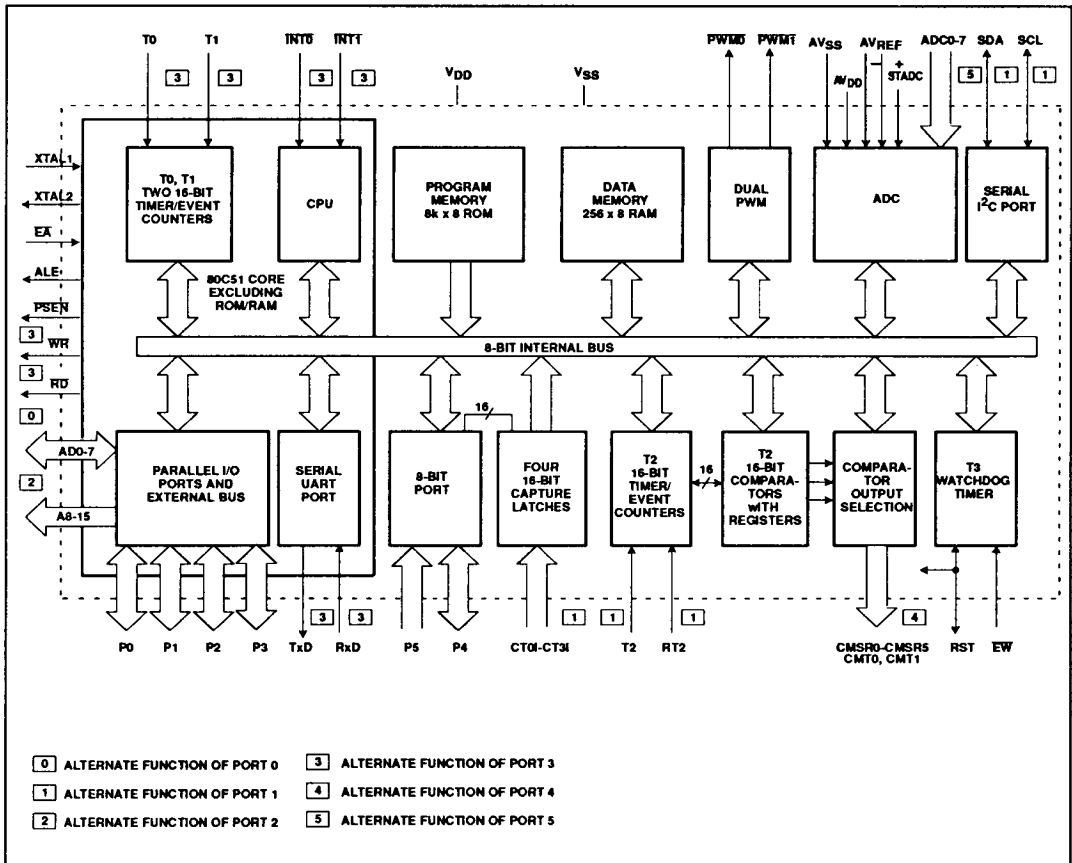 T0 T1 INT0 INT1 PWM0 PWM1 AVSS AVREF ADC0-7 SDA SCL
3 3 3 3 VDD VSS AVDD – + STADC 5 1 1
XTAL1
XTAL2
EA
ALE
PSEN
3
WR
3
RD
0
AD0-7
2
A8-15
T0, T1
TWO 16-BIT
TIMER/EVENT
COUNTERS
CPU
PROGRAM
MEMORY
8k x 8 ROM
DATA
MEMORY
256 x 8 RAM
DUAL
PWM
ADC
SERIAL
I2C PORT
80C51 CORE
EXCLUDING
ROM/RAM
8-BIT INTERNAL BUS
PARALLEL I/O
PORTS AND
EXTERNAL BUS
SERIAL
UART
PORT
8-BIT
PORT
16
FOUR
16-BIT
CAPTURE
LATCHES
T2
16-BIT
TIMER/
EVENT
COUNTERS
16
T2
16-BIT
COMPARA-
TORS
wITH
REGISTERS
COMPARA-
TOR
OUTPUT
SELECTION
T3
WATCHDOG
TIMER
3 3 1 1 1 4
P0 P1 P2 P3 TxD RxD P5 P4 CT0I-CT3I T2 RT2 CMSR0-CMSR5 RST EW
CMT0, CMT1
0 ALTERNATE FUNCTION OF PORT 0
1 ALTERNATE FUNCTION OF PORT 1
2 ALTERNATE FUNCTION OF PORT 2
3 ALTERNATE FUNCTION OF PORT 3
4 ALTERNATE FUNCTION OF PORT 4
5 ALTERNATE FUNCTION OF PORT 5